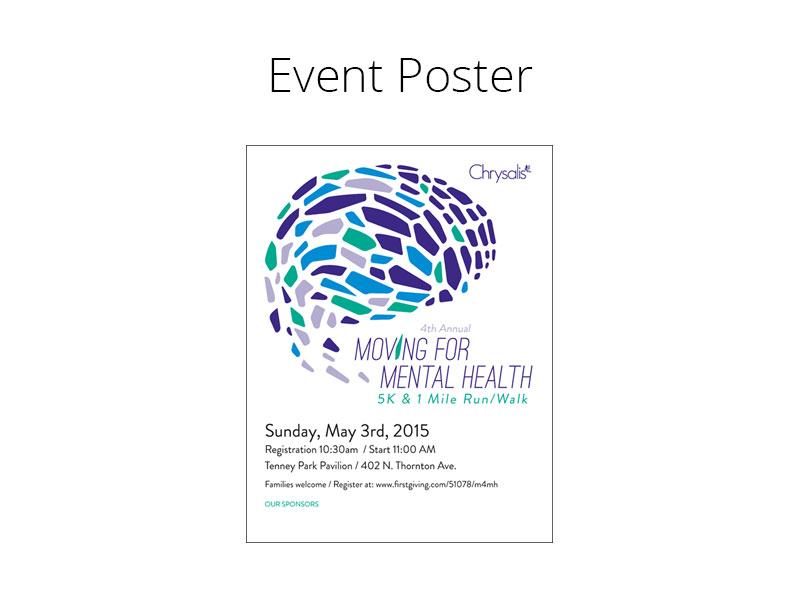 Event Poster
Chrysalis
4th Annual
MOVING FOR
MENTAL HEALTH
5K & 1 Mile Run/Walk
Sunday, May 3rd, 2015
Registration 10:30am / Start 11:00 AM
Tenney Park Pavilion / 402 N. Thornton Ave.
Families welcome / Register at: www.firstgiving.com/51078/m4mh
OUR SPONSORS